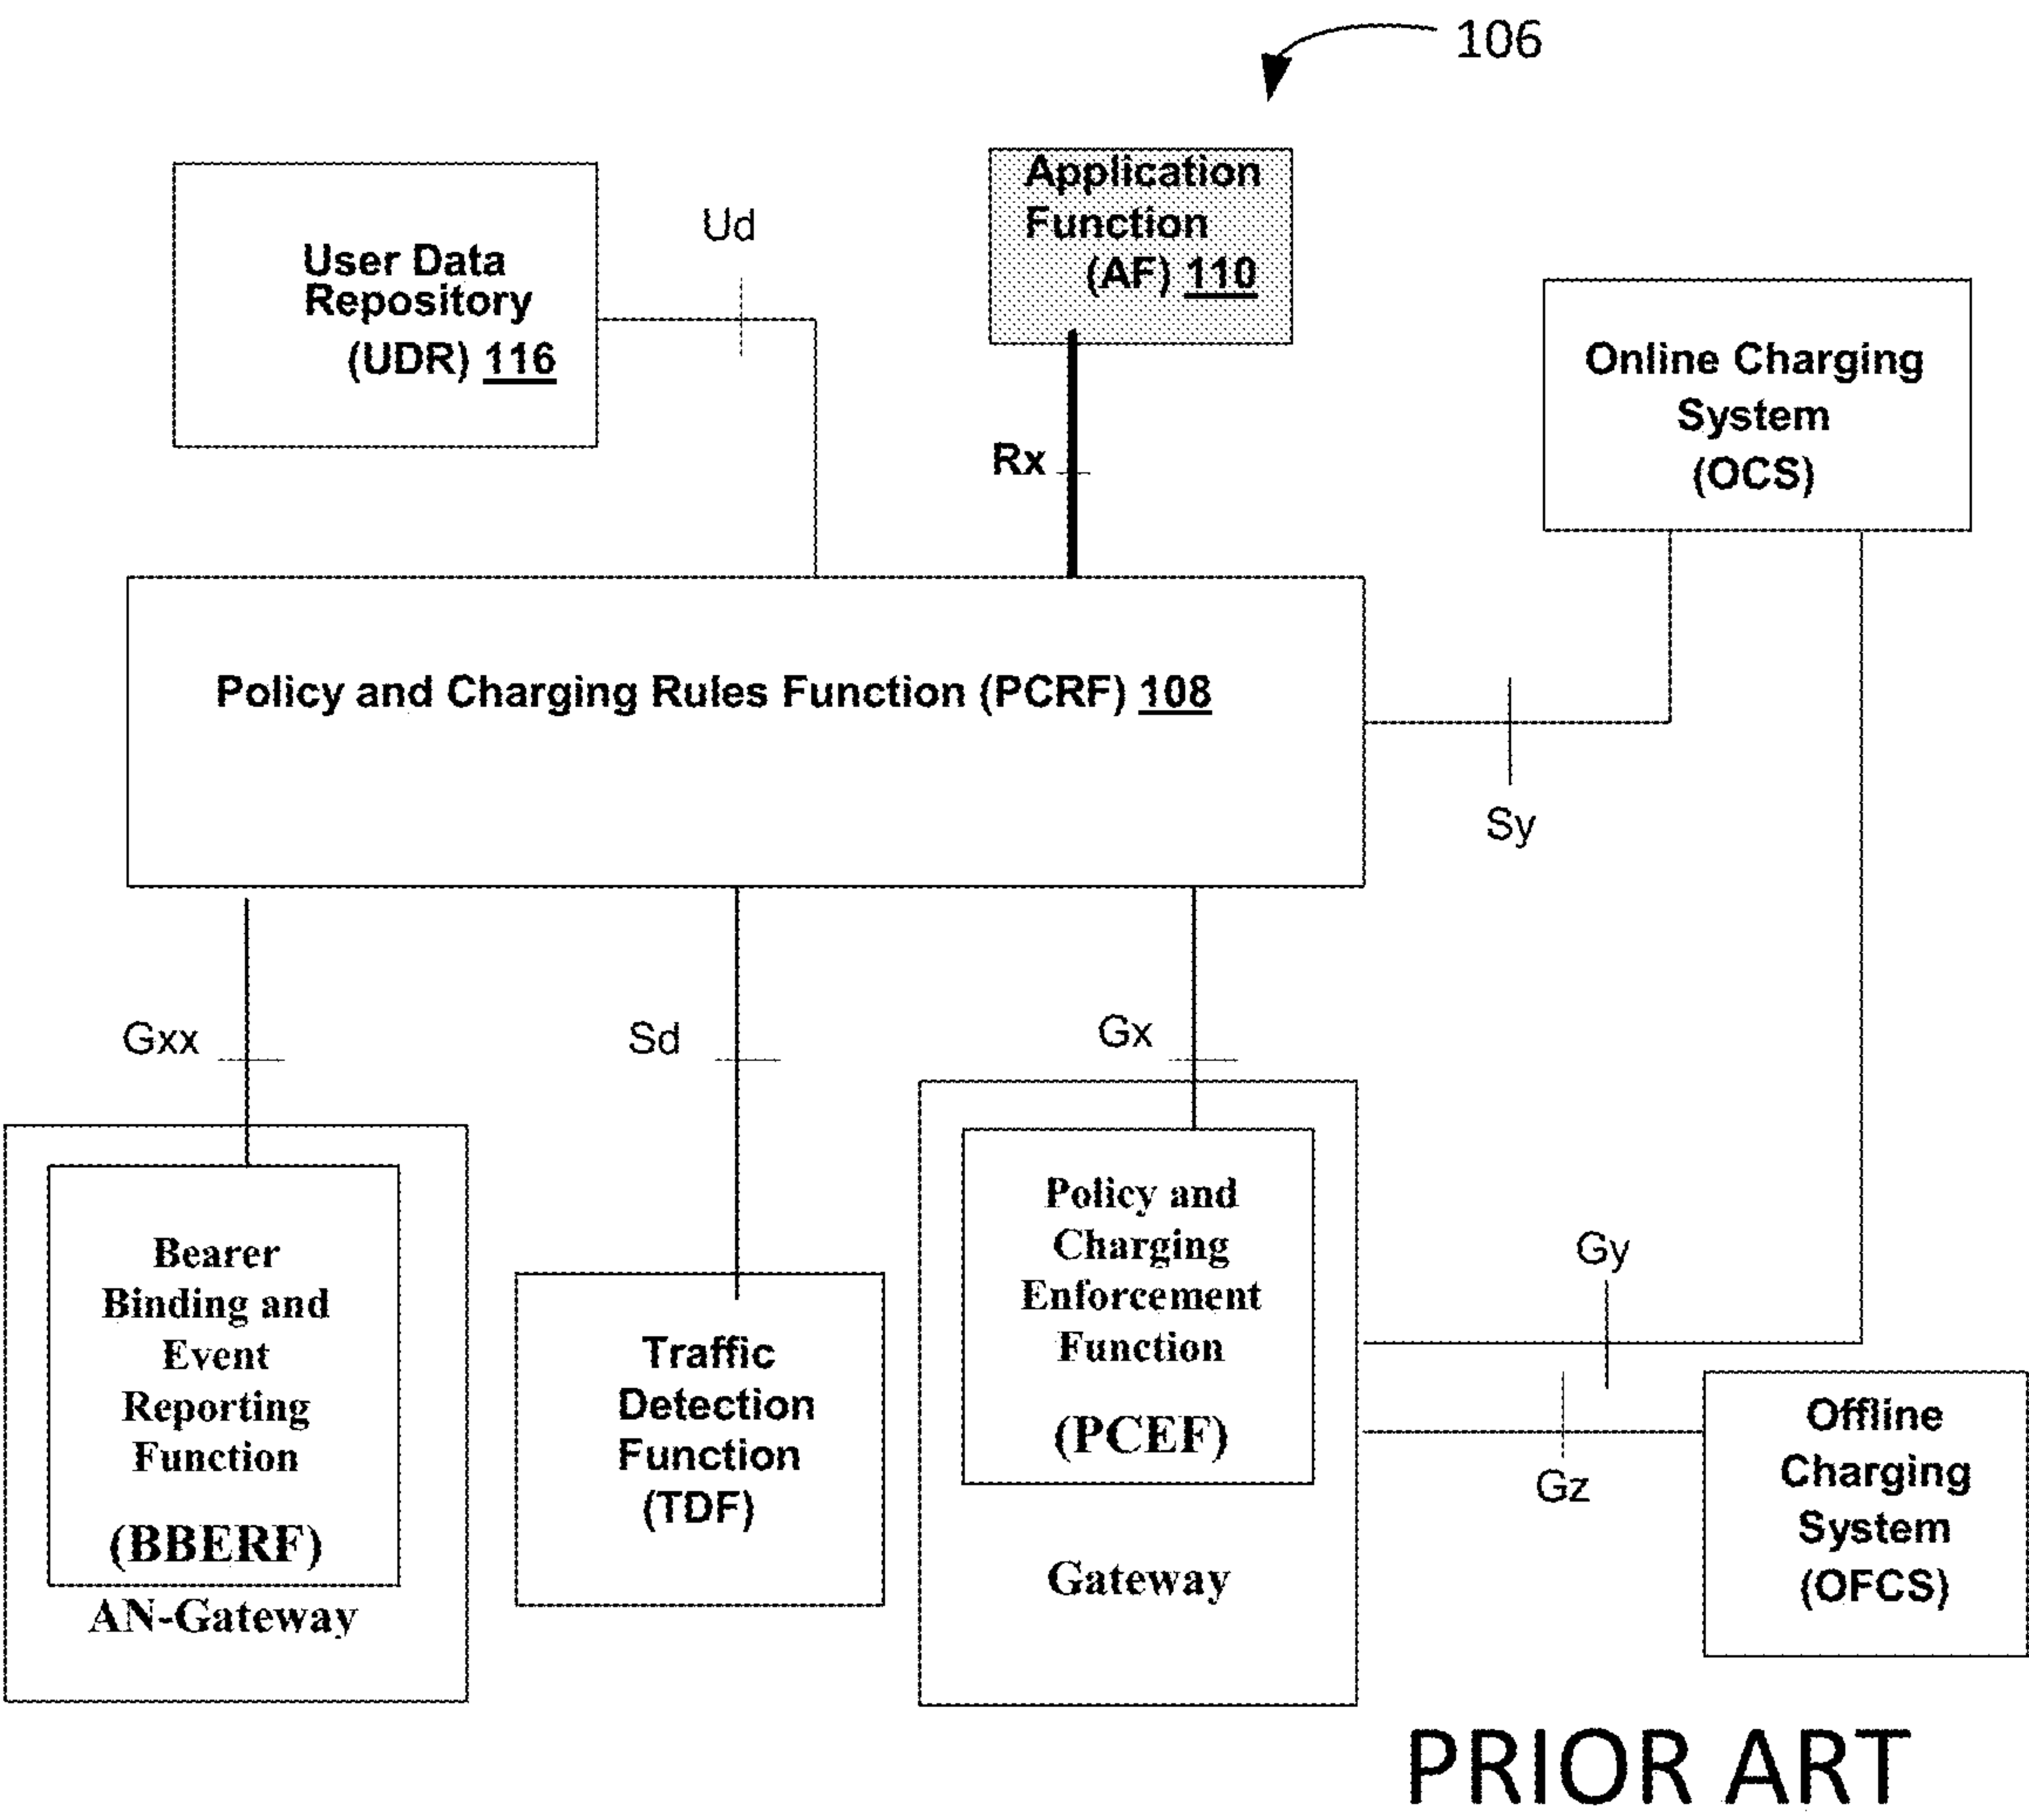 106
User Data
Repository
(UDR) 116
Ud
Application
Function
(AF) 110
Rx
Online Charging
System
(OCS)
Policy and Charging Rules Function (PCRF) 108
Sy
Gxx
Sd
Gx
Bearer
Binding and
Event
Reporting
Function
(BBERF)
AN-Gateway
Traffic
Detection
Function
(TDF)
Policy and
Charging
Enforcement
Function
(PCEF)
Gateway
Gy
Gz
Offline
Charging
System
(OFCS)
PRIOR ART